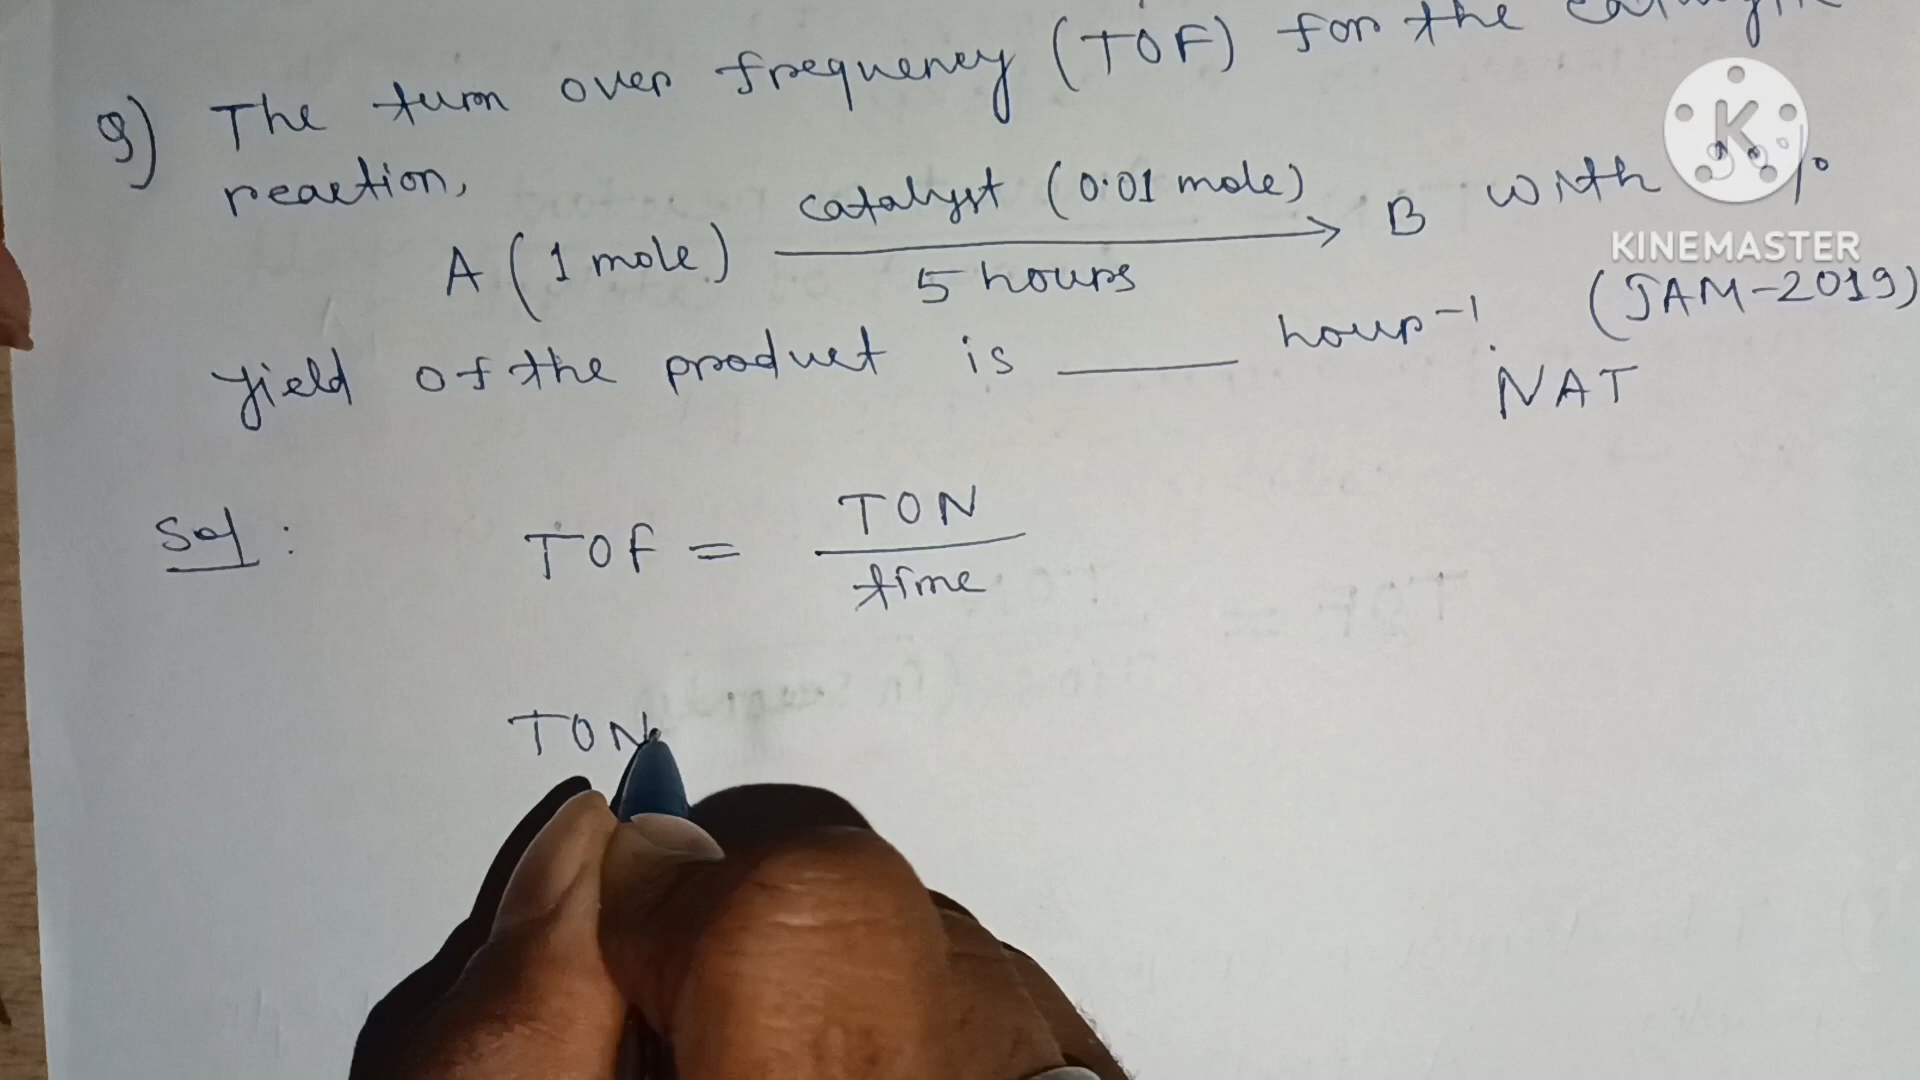 9) The turn over frequency (TOF) for the
reaction,
A (1 mole) catalyst (0.01 mole) B with %
5 hours
yield of the product is ____ hour⁻¹. (JAM-2019)
NAT
Sol : TOF = TON
time
TON
K
KINEMASTER